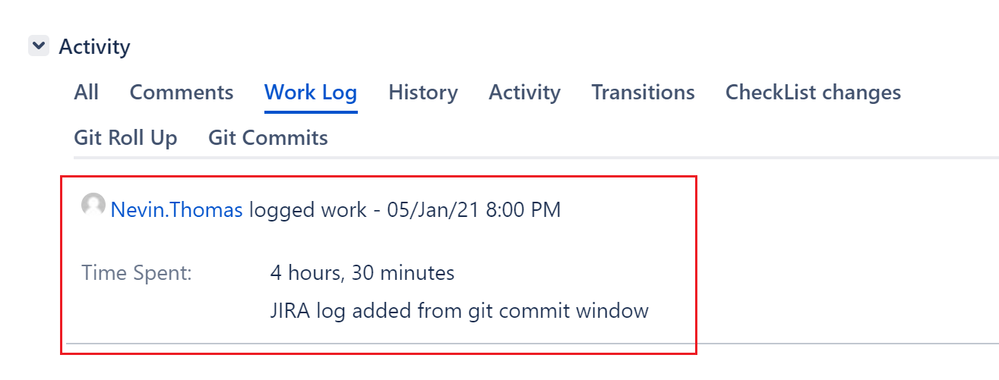 Activity
All Comments Work Log History Activity Transitions CheckList changes
Git Roll Up Git Commits
Nevin.Thomas logged work - 05/Jan/21 8:00 PM
Time Spent: 4 hours, 30 minutes
JIRA log added from git commit window